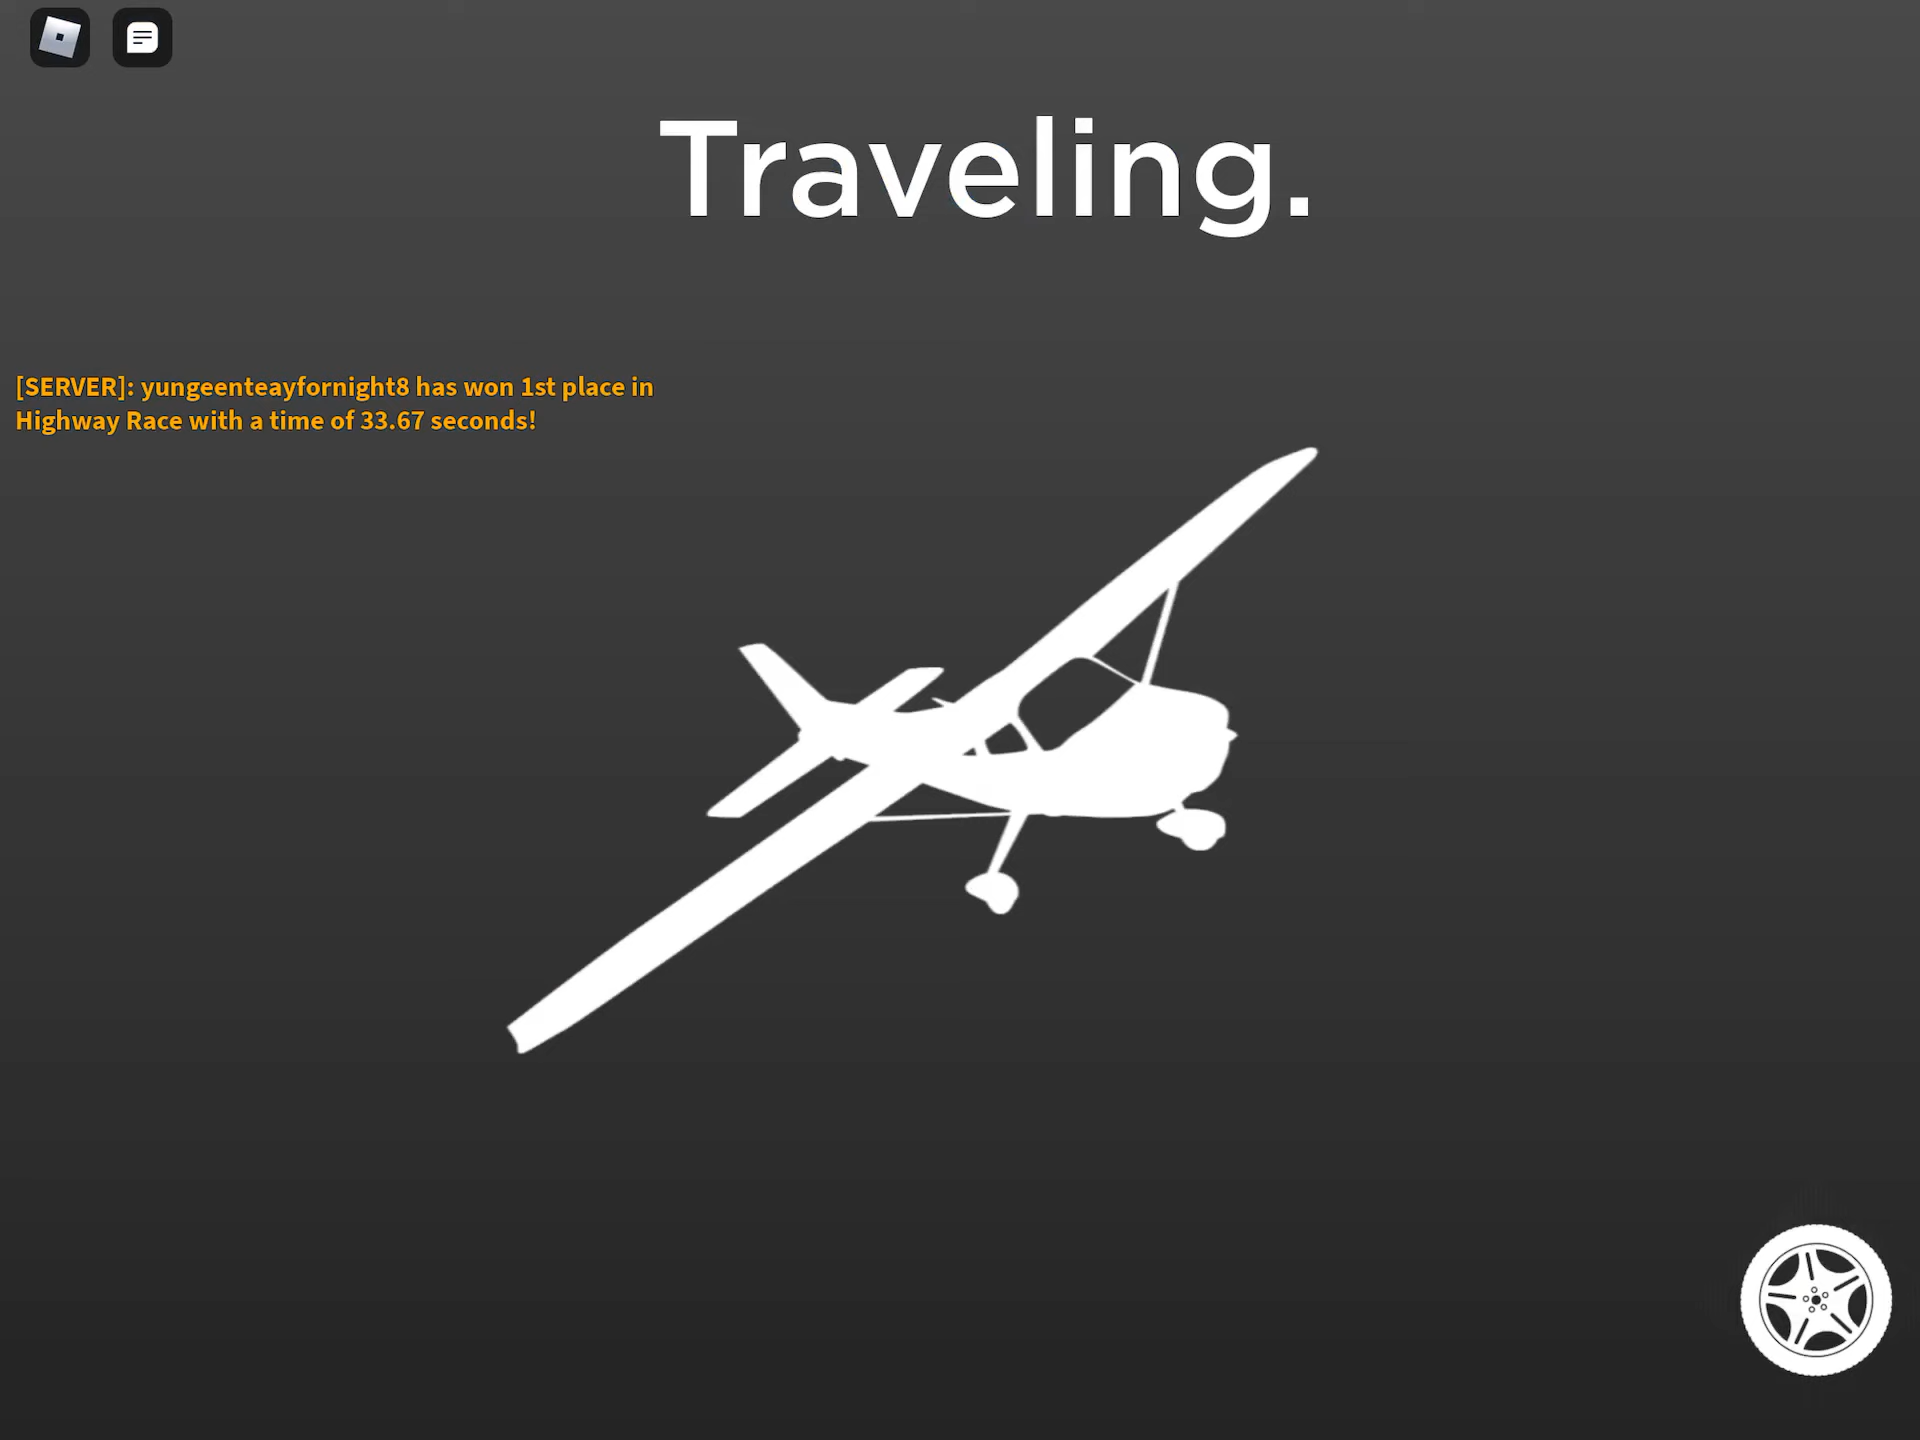 Traveling.
[SERVER]: yungeenteayfornight8 has won 1st place in
Highway Race with a time of 33.67 seconds!